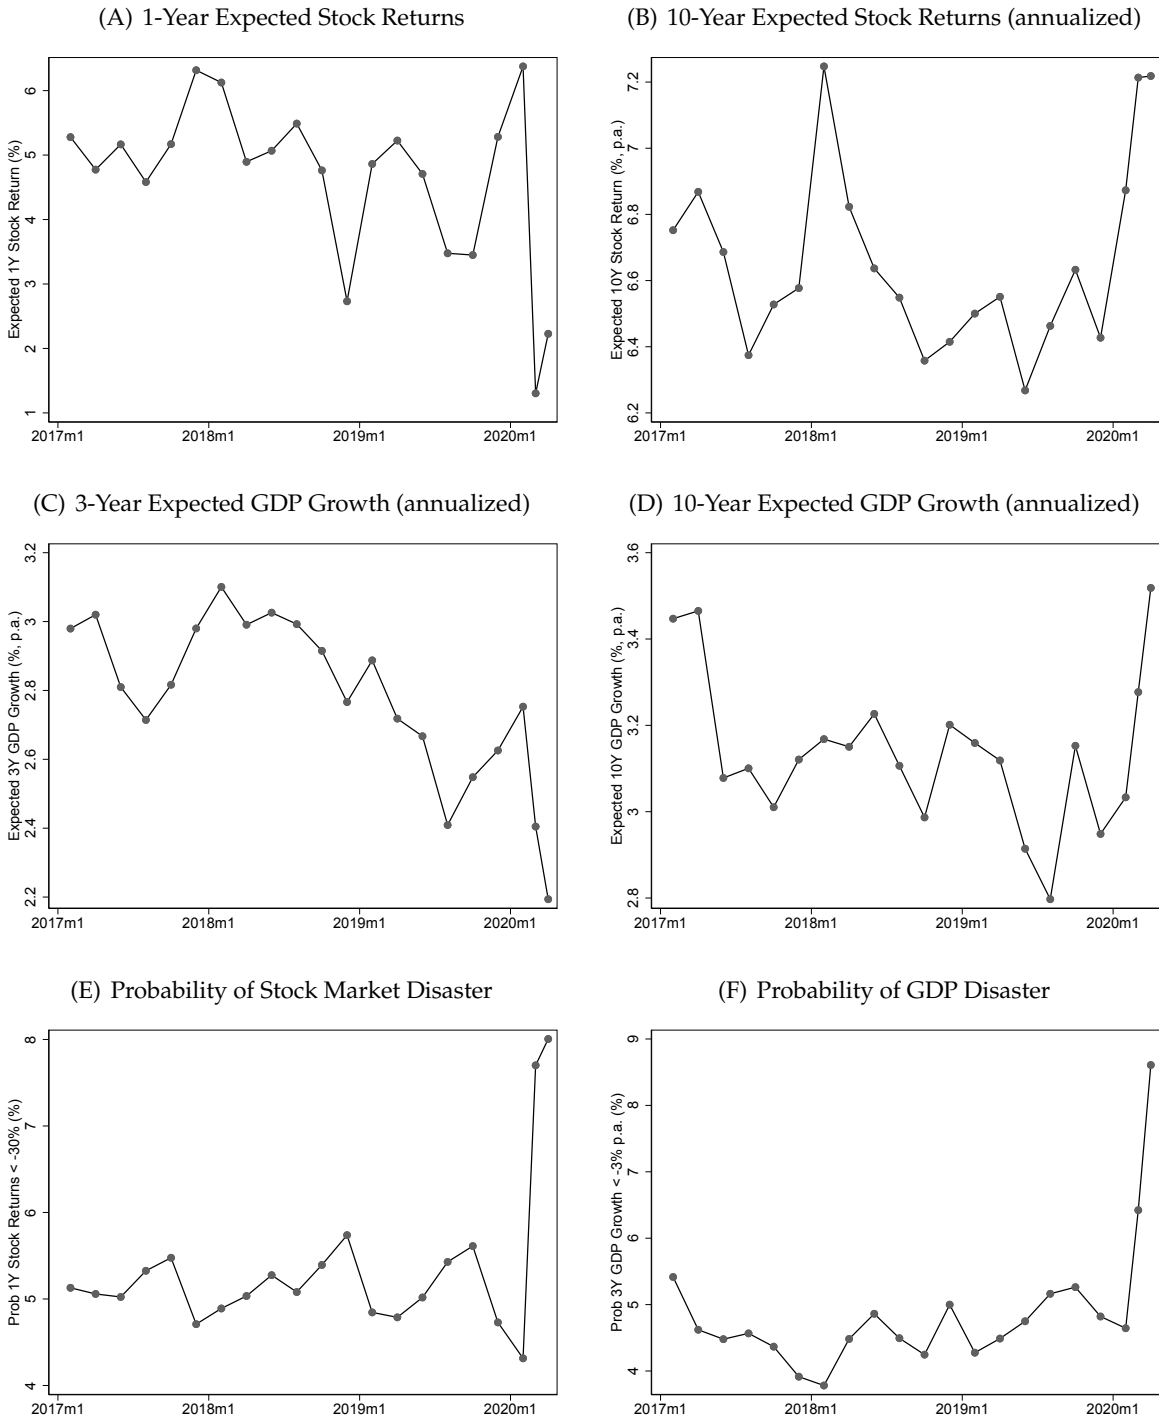 (A) 1-Year Expected Stock Returns
Expected 1Y Stock Return (%)
6
5
4
3
2
1
2017m1 2018m1 2019m1 2020m1
(B) 10-Year Expected Stock Returns (annualized)
Expected 10Y Stock Return (%, p.a.)
7.2
7
6.8
6.6
6.4
6.2
2017m1 2018m1 2019m1 2020m1
(C) 3-Year Expected GDP Growth (annualized)
Expected 3Y GDP Growth (%, p.a.)
3.2
3
2.8
2.6
2.4
2.2
2017m1 2018m1 2019m1 2020m1
(D) 10-Year Expected GDP Growth (annualized)
Expected 10Y GDP Growth (%, p.a.)
3.6
3.4
3.2
3
2.8
2017m1 2018m1 2019m1 2020m1
(E) Probability of Stock Market Disaster
Prob 1Y Stock Returns < -30% (%)
8
7
6
5
4
2017m1 2018m1 2019m1 2020m1
(F) Probability of GDP Disaster
Prob 3Y GDP Growth < -3% p.a. (%)
9
8
7
6
5
4
2017m1 2018m1 2019m1 2020m1